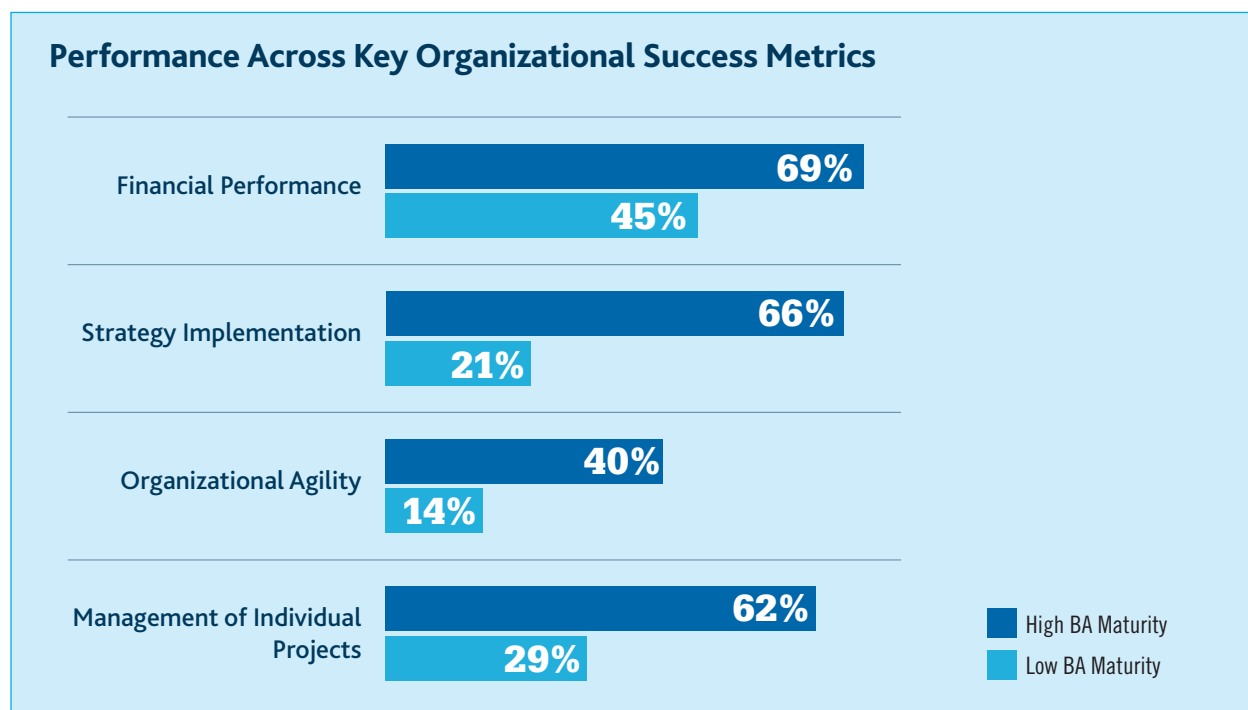 Performance Across Key Organizational Success Metrics
Financial Performance
69%
45%
Strategy Implementation
66%
21%
Organizational Agility
40%
14%
Management of Individual
Projects
62%
29%
High BA Maturity
Low BA Maturity